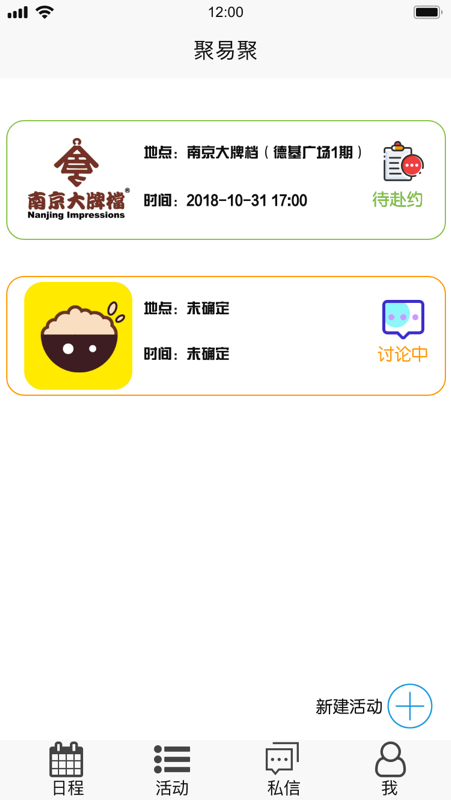 12:00
聚易聚
地点：南京大牌档（德基广场1期）
南京大牌檔®
Nanjing Impressions
时间：2018-10-31 17:00
待赴约
地点：未确定
时间：未确定
讨论中
新建活动
日程 活动 私信 我